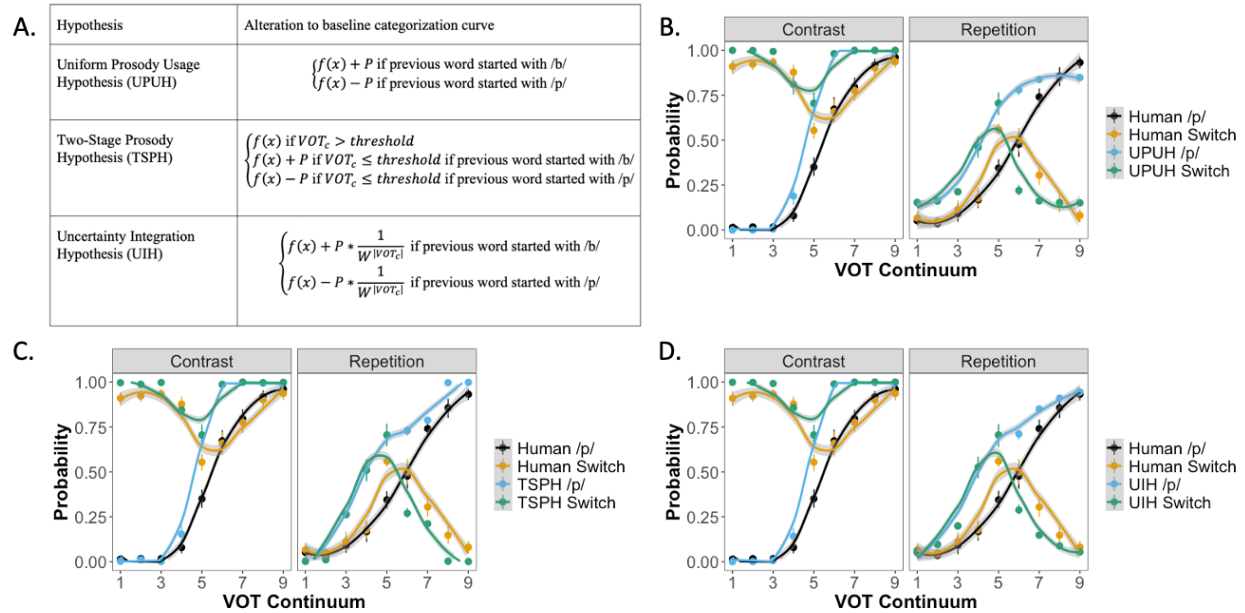 A.
Hypothesis
Alteration to baseline categorization curve
Uniform Prosody Usage
Hypothesis (UPUH)
f(x) + P if previous word started with /b/
f(x) − P if previous word started with /p/
Two-Stage Prosody
Hypothesis (TSPH)
f(x) if VOT_c > threshold
f(x) + P if VOT_c ≤ threshold if previous word started with /b/
f(x) − P if VOT_c ≤ threshold if previous word started with /p/
Uncertainty Integration
Hypothesis (UIH)
f(x) + P * 1/W^|VOT_c| if previous word started with /b/
f(x) − P * 1/W^|VOT_c| if previous word started with /p/
B.
Contrast Repetition
1.00
0.75
0.50
0.25
0.00
Probability
1 3 5 7 9 1 3 5 7 9
VOT Continuum
Human /p/
Human Switch
UPUH /p/
UPUH Switch
C.
Contrast Repetition
1.00
0.75
0.50
0.25
0.00
Probability
1 3 5 7 9 1 3 5 7 9
VOT Continuum
Human /p/
Human Switch
TSPH /p/
TSPH Switch
D.
Contrast Repetition
1.00
0.75
0.50
0.25
0.00
Probability
1 3 5 7 9 1 3 5 7 9
VOT Continuum
Human /p/
Human Switch
UIH /p/
UIH Switch